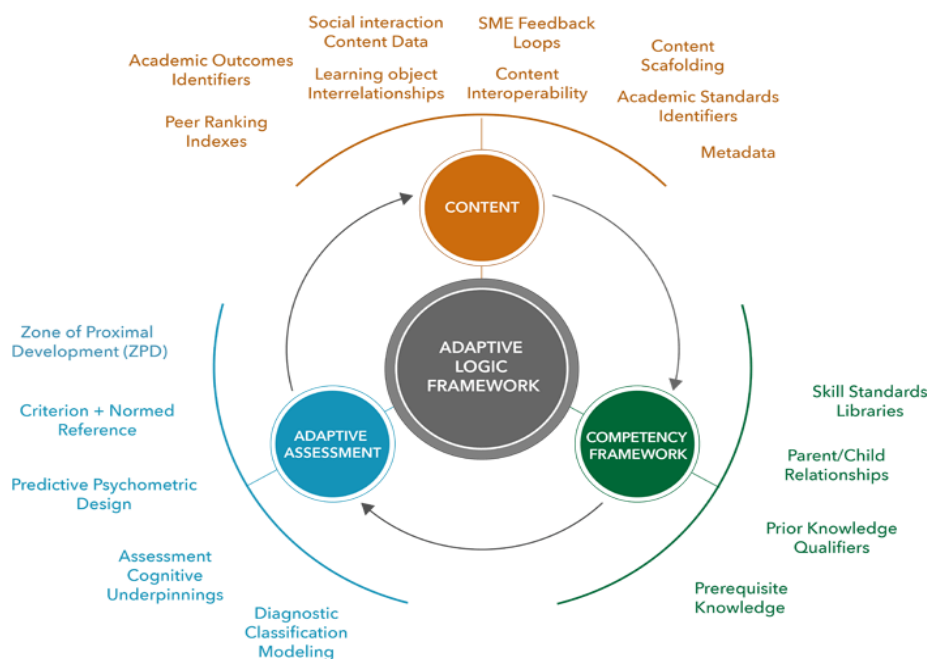 Social interaction
Content Data
SME Feedback
Loops
Academic Outcomes
Identifiers
Content
Scafolding
Learning object
Interrelationships
Content
Interoperability
Academic Standards
Identifiers
Peer Ranking
Indexes
Metadata
CONTENT
ADAPTIVE
LOGIC
FRAMEWORK
Zone of Proximal
Development (ZPD)
Criterion + Normed
Reference
Predictive Psychometric
Design
Assessment
Cognitive
Underpinnings
Diagnostic
Classification
Modeling
ADAPTIVE
ASSESSMENT
COMPETENCY
FRAMEWORK
Skill Standards
Libraries
Parent/Child
Relationships
Prior Knowledge
Qualifiers
Prerequisite
Knowledge